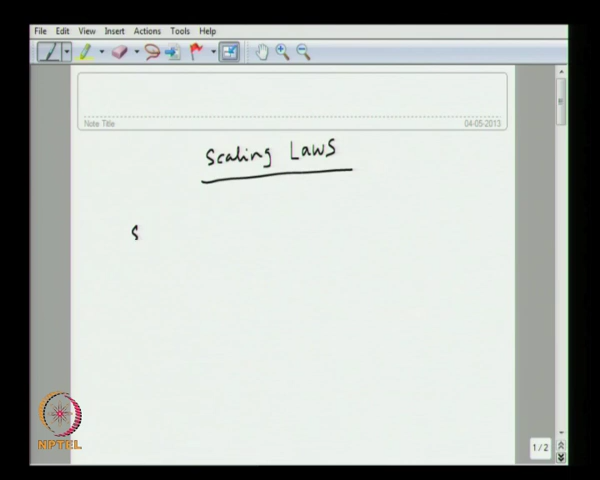 File Edit View Insert Actions Tools Help
Note Title
04-05-2013
Scaling Laws
S
NPTEL
1/2